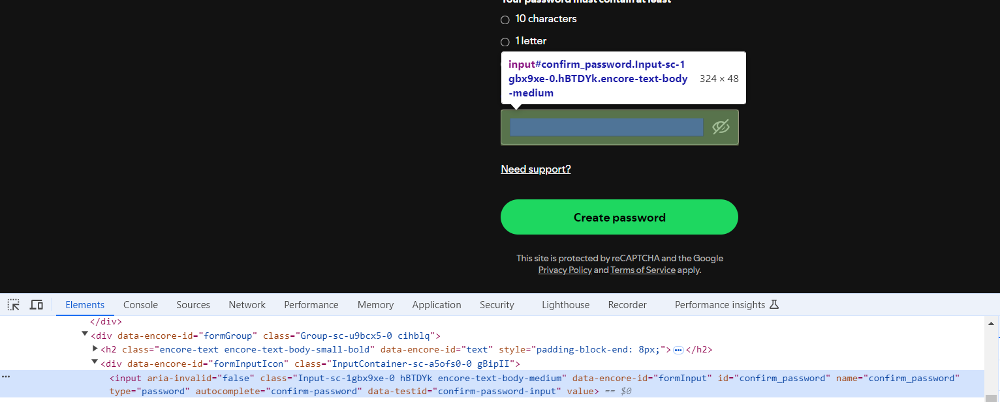 Your password must contain at least
10 characters
1 letter
input#confirm_password.Input-sc-1
gbx9xe-0.hBTDYk.encore-text-body
-medium
324 × 48
Need support?
Create password
This site is protected by reCAPTCHA and the Google
Privacy Policy and Terms of Service apply.
Elements Console Sources Network Performance Memory Application Security Lighthouse Recorder Performance insights
</div>
<div data-encore-id="formGroup" class="Group-sc-u9bcx5-0 cihblq">
<h2 class="encore-text encore-text-body-small-bold" data-encore-id="text" style="padding-block-end: 8px;">…</h2>
<div data-encore-id="formInputIcon" class="InputContainer-sc-a5ofs0-0 gBipII">
<input aria-invalid="false" class="Input-sc-1gbx9xe-0 hBTDYk encore-text-body-medium" data-encore-id="formInput" id="confirm_password" name="confirm_password"
type="password" autocomplete="confirm-password" data-testid="confirm-password-input" value> == $0